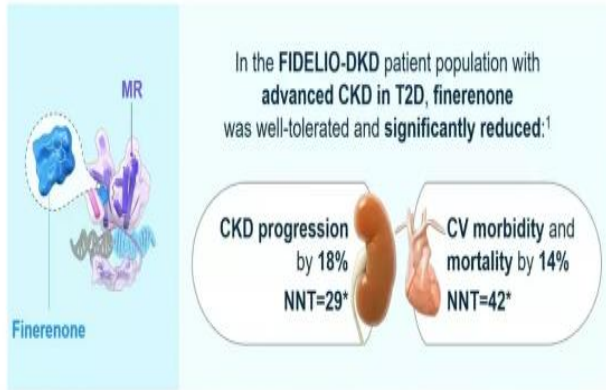 MR
Finerenone
In the FIDELIO-DKD patient population with
advanced CKD in T2D, finerenone
was well-tolerated and significantly reduced:¹
CKD progression
by 18%
NNT=29*
CV morbidity and
mortality by 14%
NNT=42*